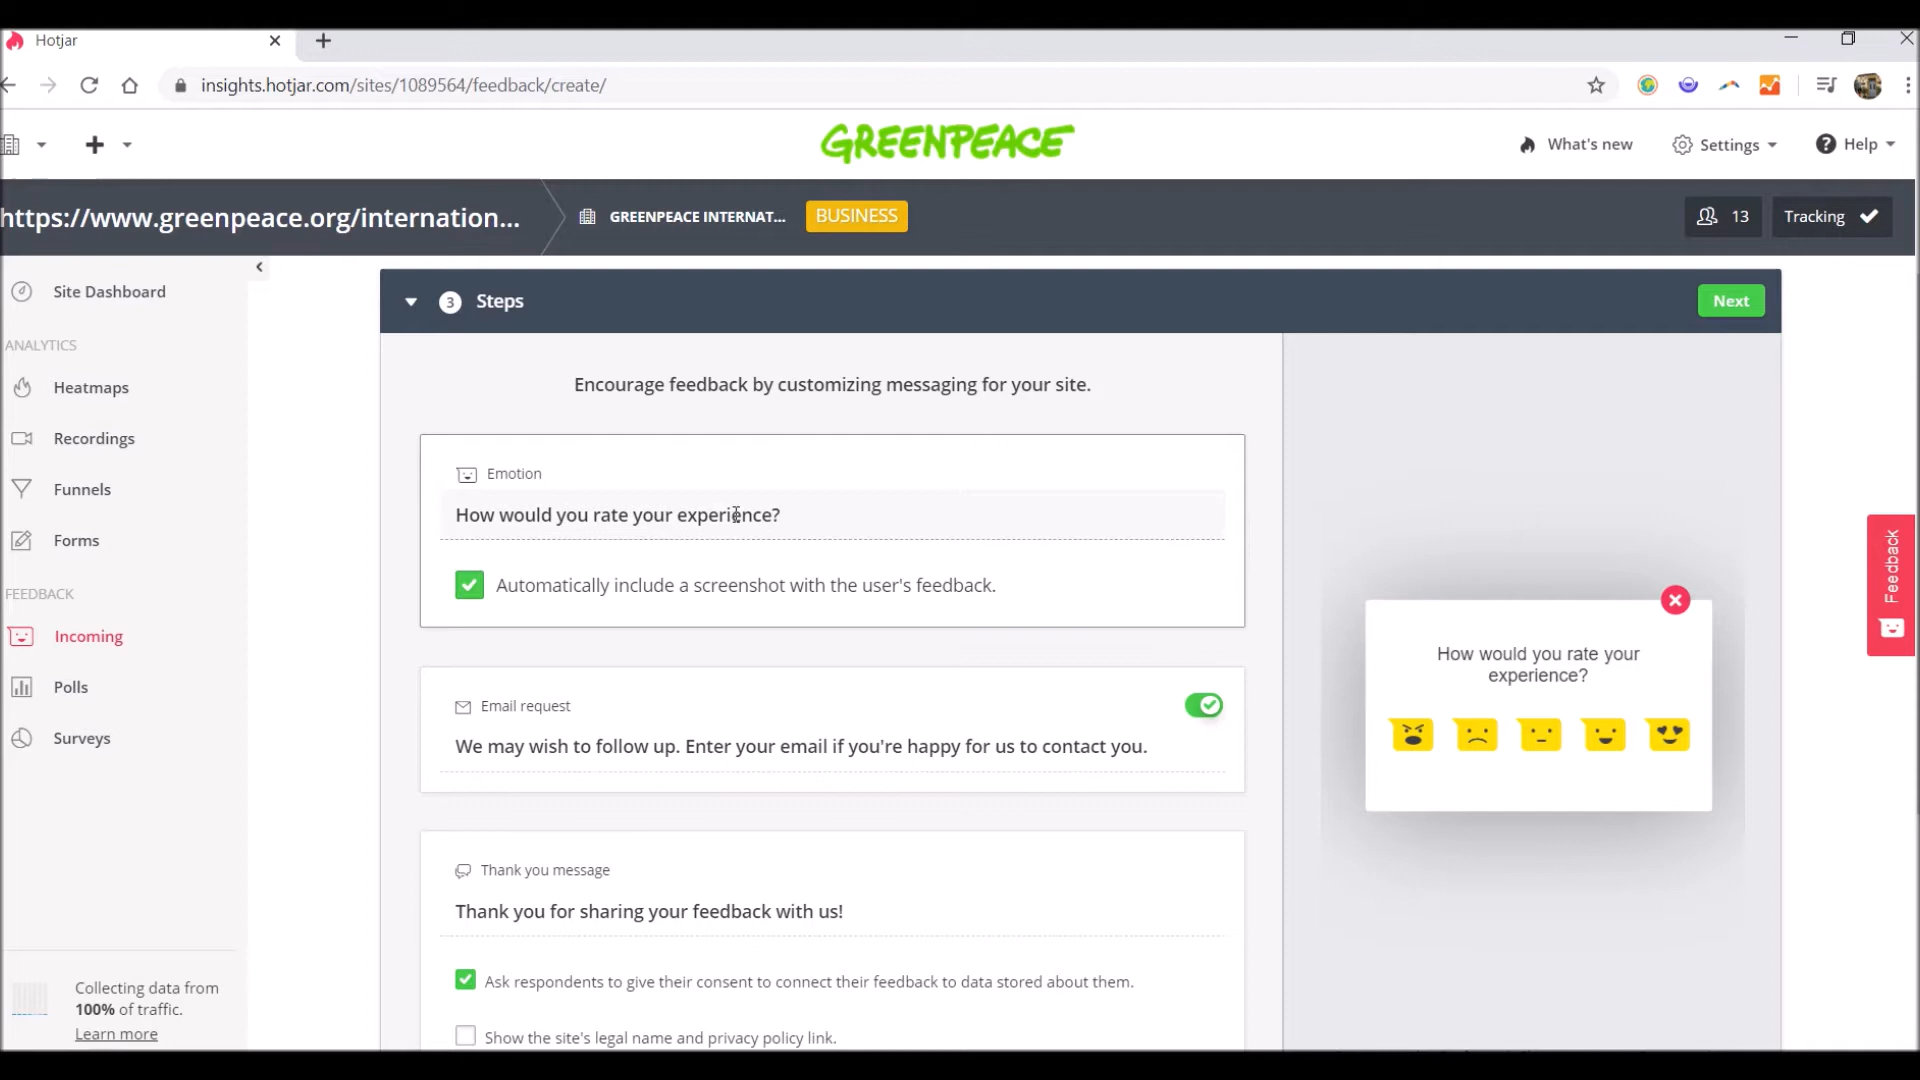 Hotjar
insights.hotjar.com/sites/1089564/feedback/create/
GREENPEACE
What's new
Settings
Help
https://www.greenpeace.org/internation...
GREENPEACE INTERNAT...
BUSINESS
13
Tracking
Site Dashboard
ANALYTICS
Heatmaps
Recordings
Funnels
Forms
FEEDBACK
Incoming
Polls
Surveys
Collecting data from
100% of traffic.
Learn more
3 Steps
Next
Encourage feedback by customizing messaging for your site.
Emotion
How would you rate your experience?
Automatically include a screenshot with the user's feedback.
Email request
We may wish to follow up. Enter your email if you're happy for us to contact you.
Thank you message
Thank you for sharing your feedback with us!
Ask respondents to give their consent to connect their feedback to data stored about them.
Show the site's legal name and privacy policy link.
How would you rate your
experience?
Feedback